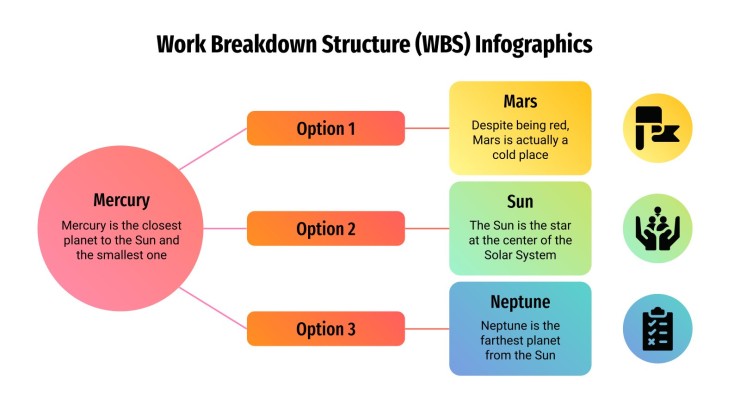 Work Breakdown Structure (WBS) Infographics
Mercury
Mercury is the closest
planet to the Sun and
the smallest one
Option 1
Mars
Despite being red,
Mars is actually a
cold place
Option 2
Sun
The Sun is the star
at the center of the
Solar System
Option 3
Neptune
Neptune is the
farthest planet
from the Sun